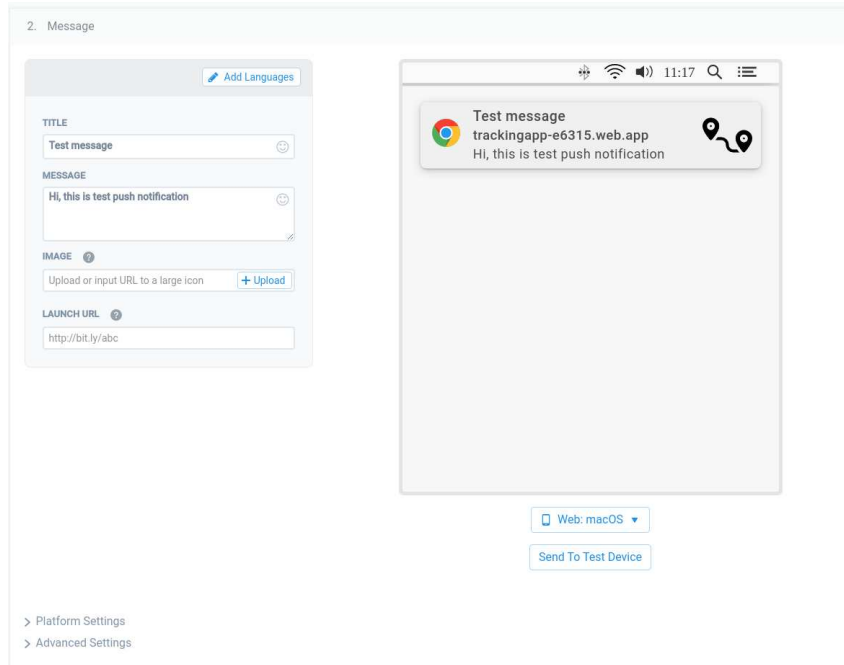 2. Message
Add Languages
TITLE
Test message
MESSAGE
Hi, this is test push notification
IMAGE ?
Upload or input URL to a large icon + Upload
LAUNCH URL ?
http://bit.ly/abc
11:17
Test message
trackingapp-e6315.web.app
Hi, this is test push notification
Web: macOS
Send To Test Device
Platform Settings
Advanced Settings